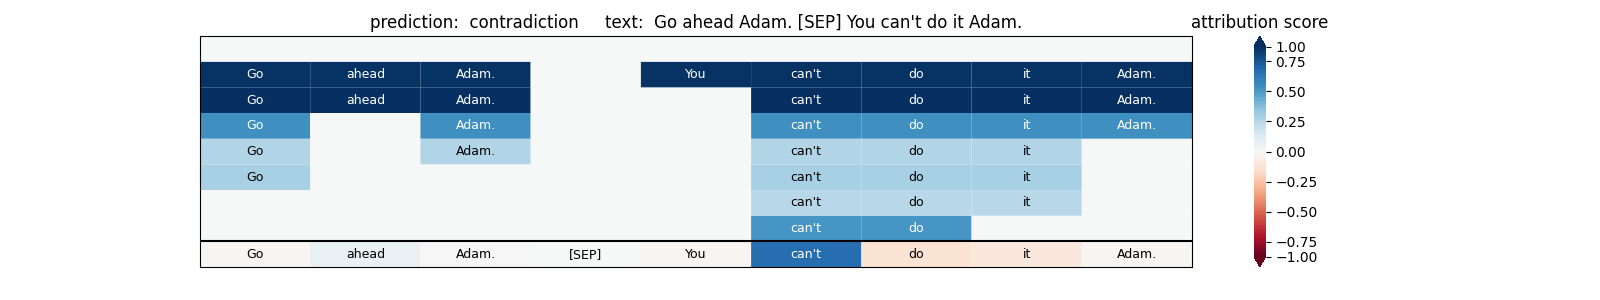 prediction:  contradiction     text:  Go ahead Adam. [SEP] You can't do it Adam.
attribution score
Go ahead Adam. You can't do it Adam.
Go ahead Adam. can't do it Adam.
Go Adam. can't do it Adam.
Go Adam. can't do it
Go can't do it
can't do it
can't do
Go ahead Adam. [SEP] You can't do it Adam.
1.00
0.75
0.50
0.25
0.00
−0.25
−0.50
−0.75
−1.00